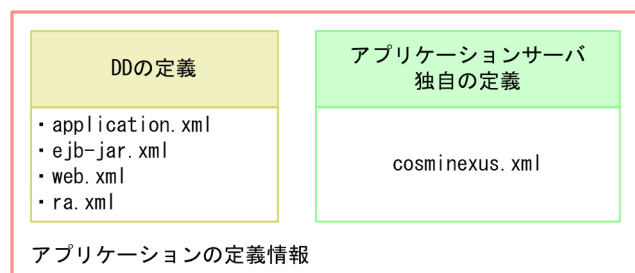 DDの定義
・application.xml
・ejb-jar.xml
・web.xml
・ra.xml
アプリケーションサーバ
独自の定義
cosminexus.xml
アプリケーションの定義情報